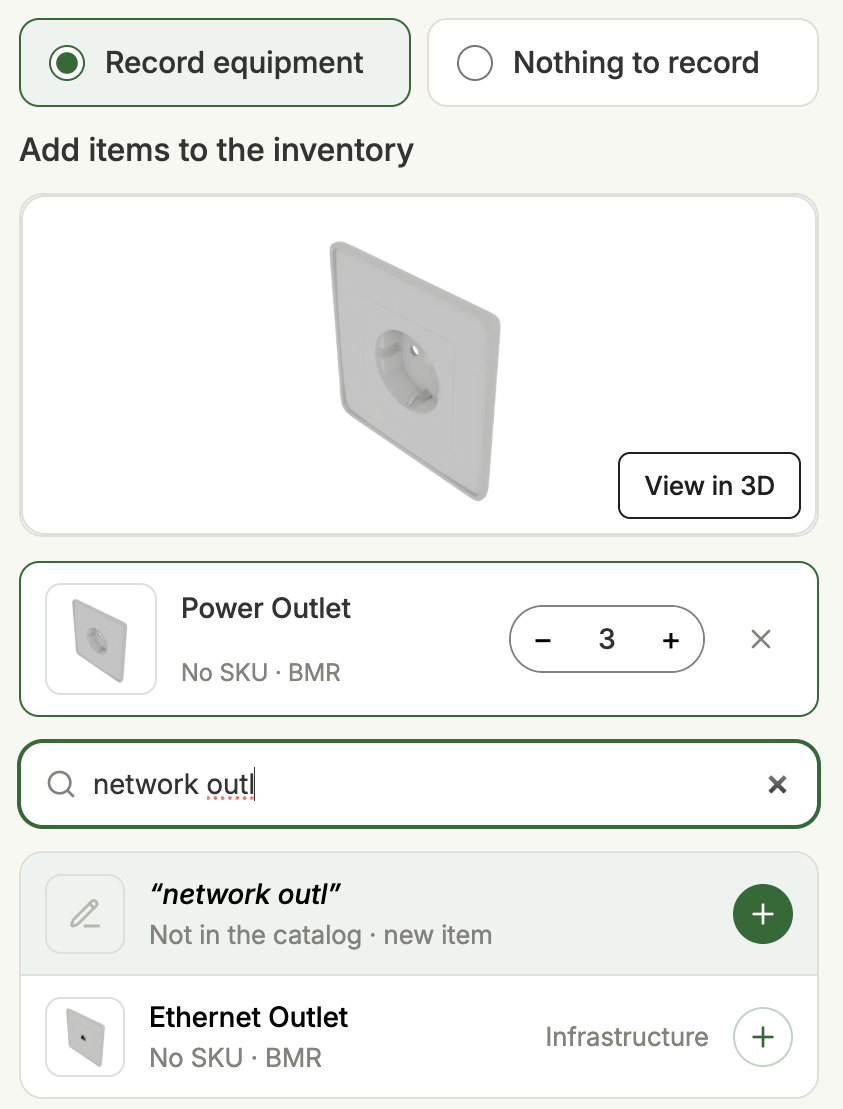 Record equipment
Nothing to record
Add items to the inventory
View in 3D
Power Outlet
3
No SKU · BMR
network outl
“network outl”
Not in the catalog · new item
Ethernet Outlet
Infrastructure
No SKU · BMR